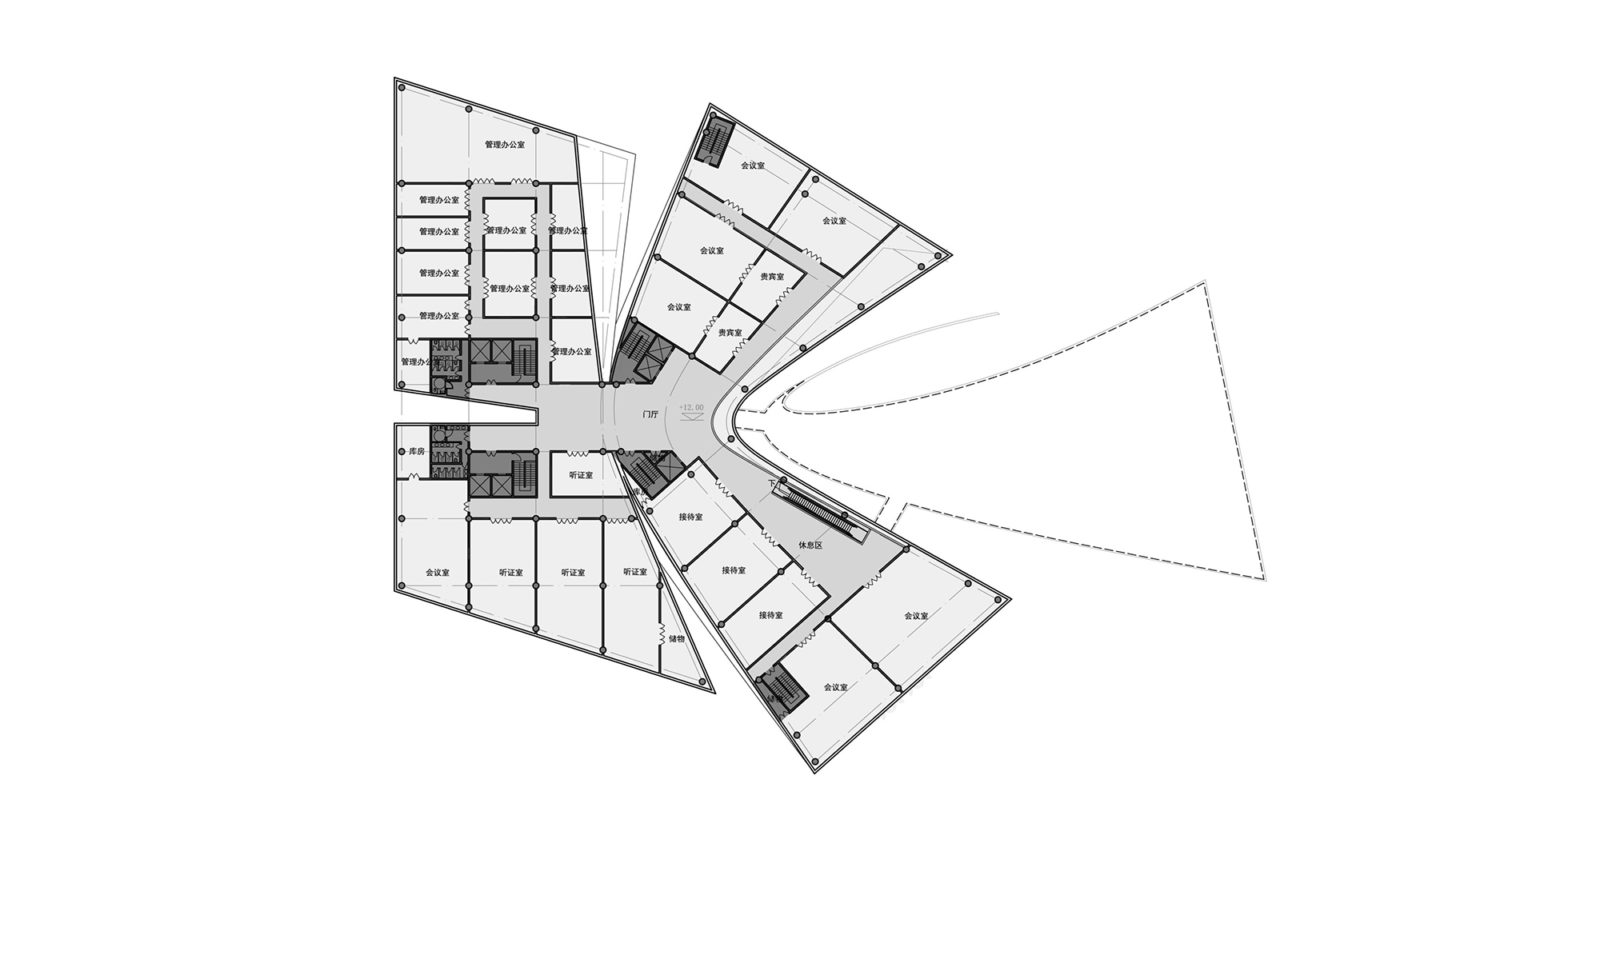 管理办公室
会议室
管理办公室
会议室
管理办公室
管理办公室
管理办公室
会议室
管理办公室
贵宾室
管理办公室
管理办公室
会议室
管理办公室
贵宾室
管理办公室
管理办公室
+12.00
门厅
库房
听证室
下
库房
接待室
休息区
会议室
听证室
听证室
听证室
接待室
接待室
会议室
储物
会议室